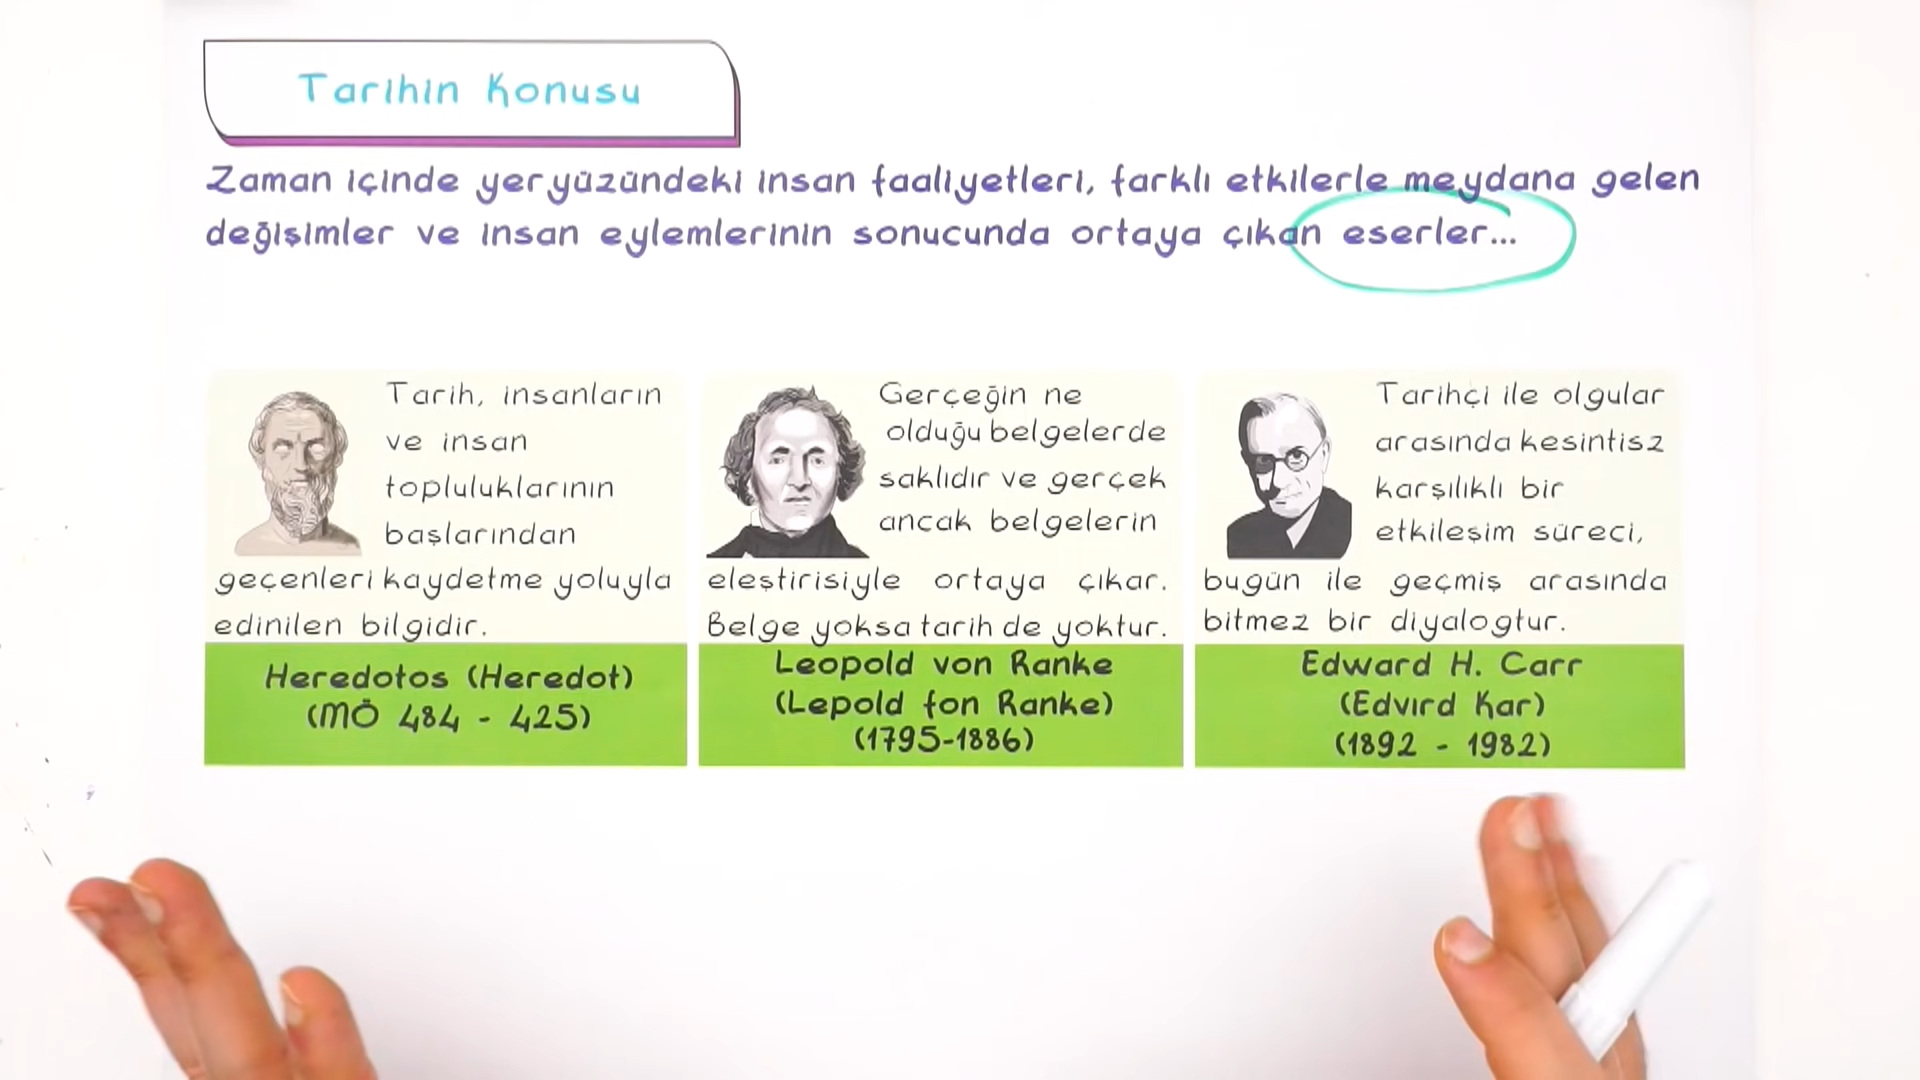 Tarihin Konusu
Zaman içinde yeryüzündeki insan faaliyetleri, farklı etkilerle meydana gelen
değişimler ve insan eylemlerinin sonucunda ortaya çıkan eserler...
Tarih, insanların
ve insan
topluluklarının
başlarından
geçenleri kaydetme yoluyla
edinilen bilgidir.
Heredotos (Heredot)
(MÖ 484 - 425)
Gerçeğin ne
olduğu belgelerde
saklıdır ve gerçek
ancak belgelerin
eleştirisiyle ortaya çıkar.
Belge yoksa tarih de yoktur.
Leopold von Ranke
(Lepold fon Ranke)
(1795-1886)
Tarihçi ile olgular
arasında kesintisz
karşılıklı bir
etkileşim süreci,
bugün ile geçmiş arasında
bitmez bir diyalogtur.
Edward H. Carr
(Edvırd Kar)
(1892 - 1982)